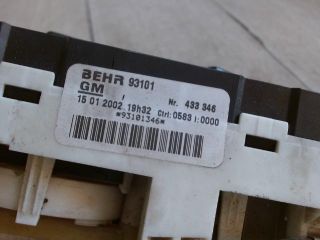 BEHR 93101
GM / Nr. 433 346
15 01 2002 19h32 Ctrl:0583 I:0000
*93101346*